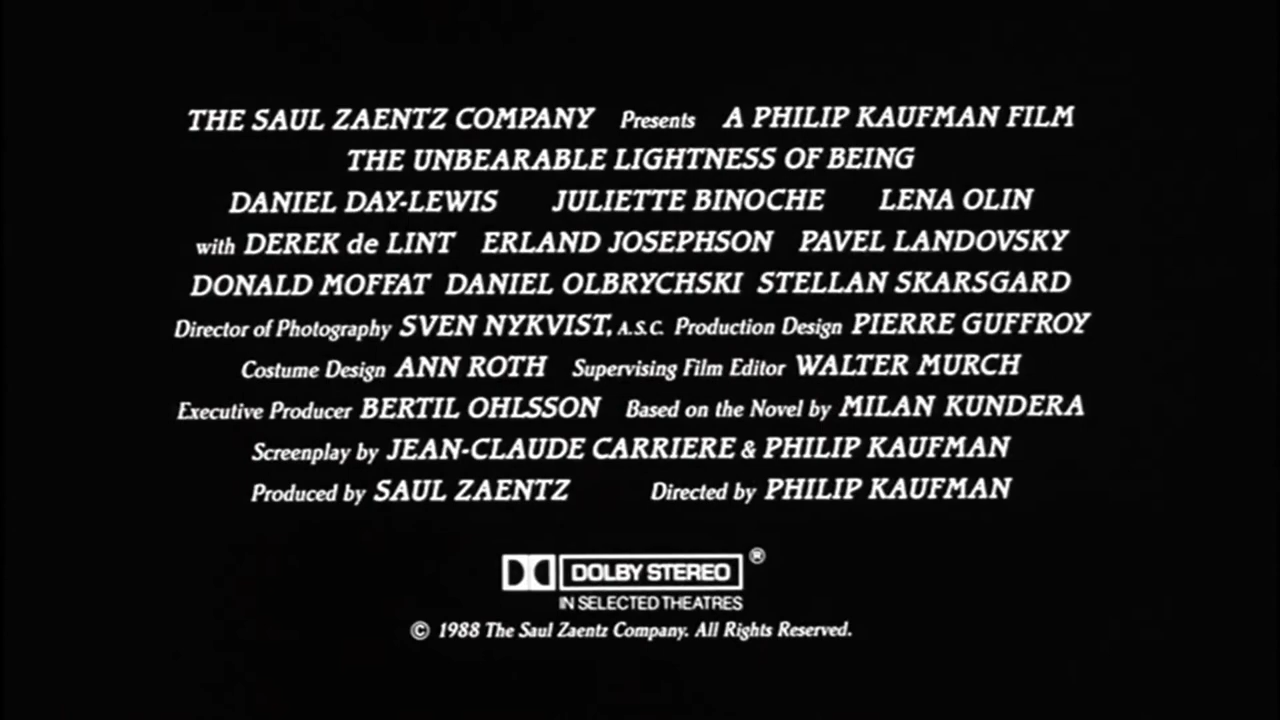 THE SAUL ZAENTZ COMPANY Presents A PHILIP KAUFMAN FILM
THE UNBEARABLE LIGHTNESS OF BEING
DANIEL DAY-LEWIS JULIETTE BINOCHE LENA OLIN
with DEREK de LINT ERLAND JOSEPHSON PAVEL LANDOVSKY
DONALD MOFFAT DANIEL OLBRYCHSKI STELLAN SKARSGARD
Director of Photography SVEN NYKVIST, A.S.C. Production Design PIERRE GUFFROY
Costume Design ANN ROTH Supervising Film Editor WALTER MURCH
Executive Producer BERTIL OHLSSON Based on the Novel by MILAN KUNDERA
Screenplay by JEAN-CLAUDE CARRIERE & PHILIP KAUFMAN
Produced by SAUL ZAENTZ Directed by PHILIP KAUFMAN
DOLBY STEREO ®
IN SELECTED THEATRES
© 1988 The Saul Zaentz Company. All Rights Reserved.